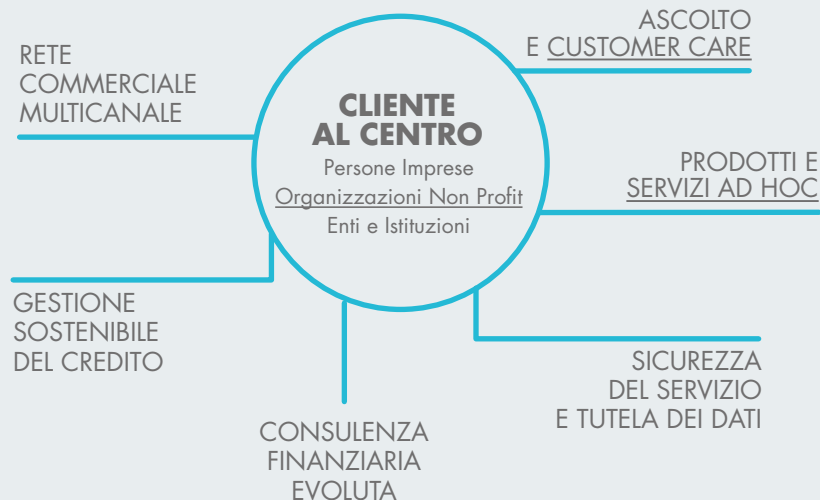 RETE
COMMERCIALE
MULTICANALE
ASCOLTO
E CUSTOMER CARE
CLIENTE
AL CENTRO
Persone Imprese
Organizzazioni Non Profit
Enti e Istituzioni
PRODOTTI E
SERVIZI AD HOC
GESTIONE
SOSTENIBILE
DEL CREDITO
CONSULENZA
FINANZIARIA
EVOLUTA
SICUREZZA
DEL SERVIZIO
E TUTELA DEI DATI